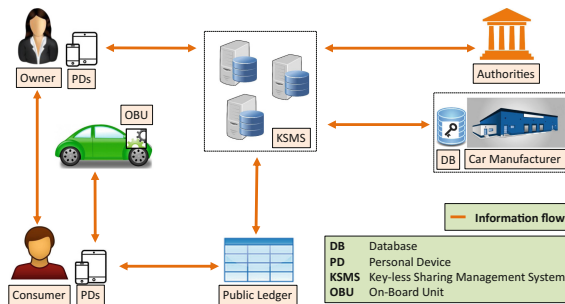 Owner
PDs
OBU
KSMS
Authorities
DB
Car Manufacturer
Information flow
Consumer
PDs
Public Ledger
DB Database
PD Personal Device
KSMS Key-less Sharing Management System
OBU On-Board Unit